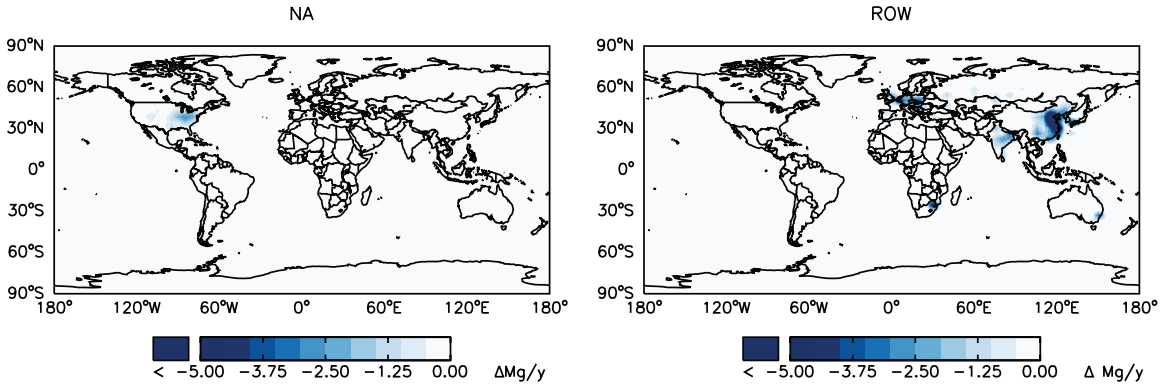 NA
ROW
90°N
60°N
30°N
0°
30°S
60°S
90°S
180° 120°W 60°W 0° 60°E 120°E 180°
90°N
60°N
30°N
0°
30°S
60°S
90°S
180° 120°W 60°W 0° 60°E 120°E 180°
< -5.00 -3.75 -2.50 -1.25 0.00 ΔMg/y
< -5.00 -3.75 -2.50 -1.25 0.00 Δ Mg/y